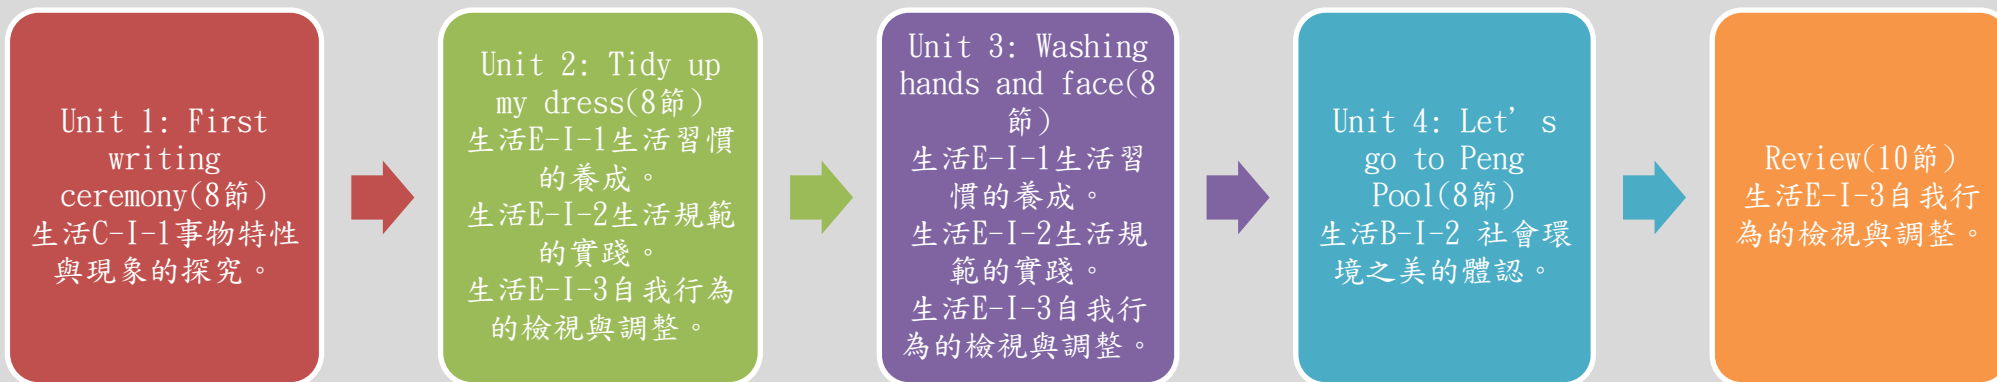 Unit 1: First
writing
ceremony(8節)
生活C-I-1事物特性
與現象的探究。
Unit 2: Tidy up
my dress(8節)
生活E-I-1生活習慣
的養成。
生活E-I-2生活規範
的實踐。
生活E-I-3自我行為
的檢視與調整。
Unit 3: Washing
hands and face(8
節)
生活E-I-1生活習
慣的養成。
生活E-I-2生活規
範的實踐。
生活E-I-3自我行
為的檢視與調整。
Unit 4: Let’s
go to Peng
Pool(8節)
生活B-I-2 社會環
境之美的體認。
Review(10節)
生活E-I-3自我行
為的檢視與調整。